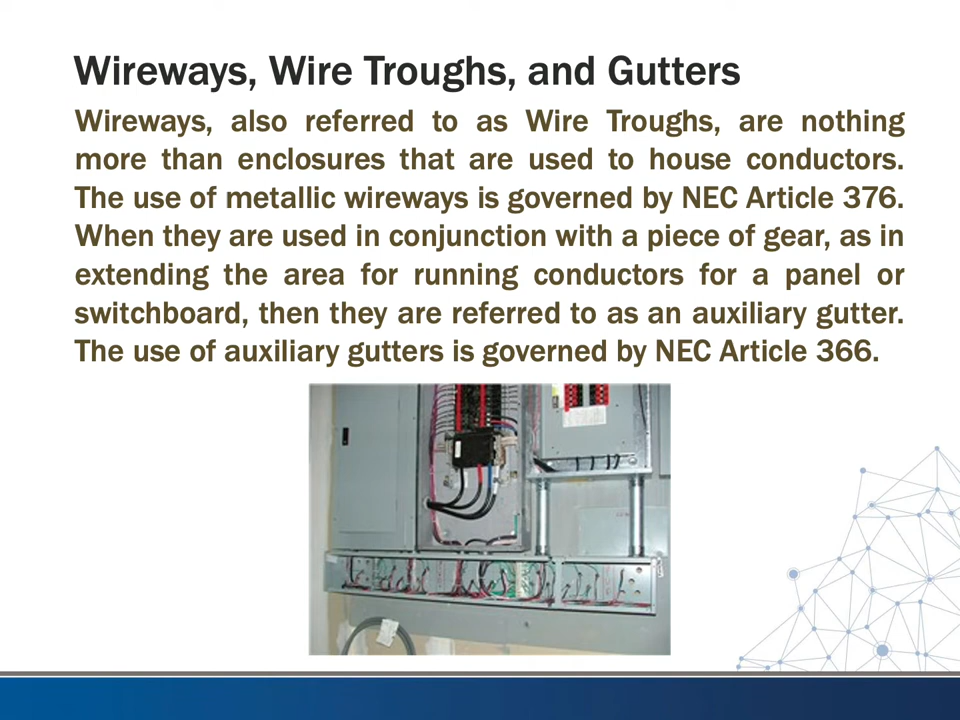 Wireways, Wire Troughs, and Gutters
Wireways, also referred to as Wire Troughs, are nothing
more than enclosures that are used to house conductors.
The use of metallic wireways is governed by NEC Article 376.
When they are used in conjunction with a piece of gear, as in
extending the area for running conductors for a panel or
switchboard, then they are referred to as an auxiliary gutter.
The use of auxiliary gutters is governed by NEC Article 366.